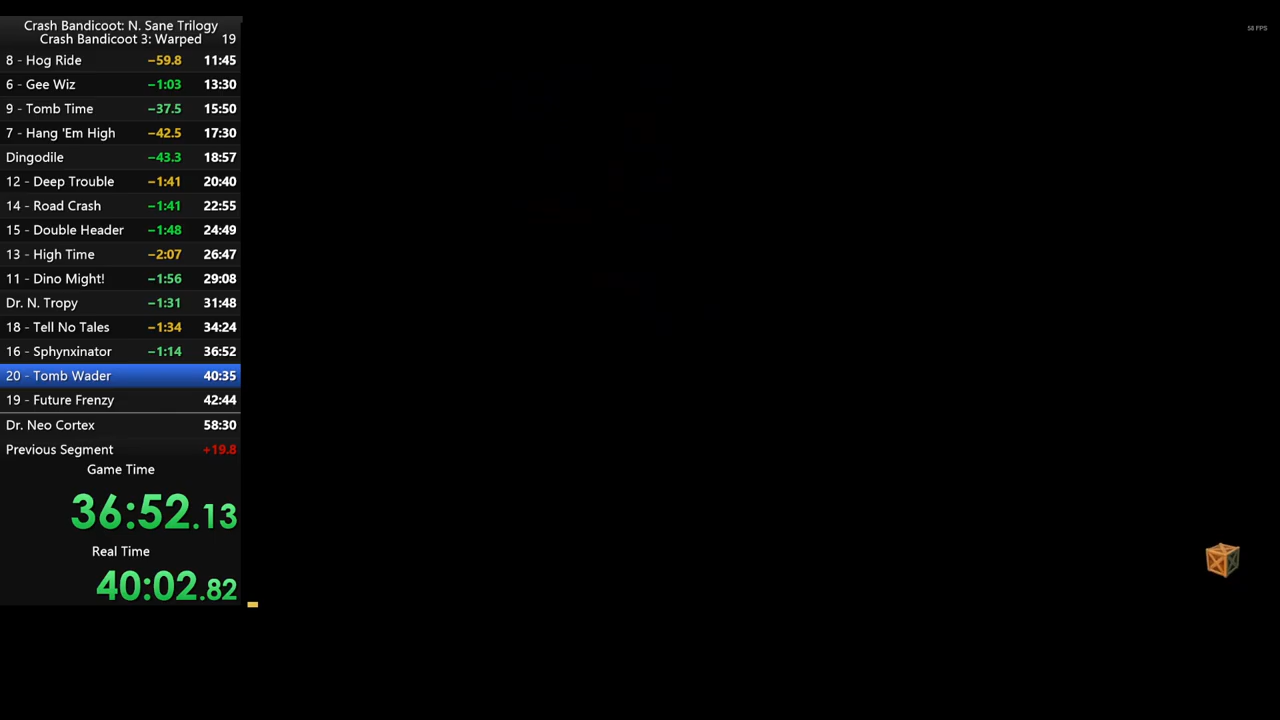 Crash Bandicoot: N. Sane Trilogy
Crash Bandicoot 3: Warped 19
8 - Hog Ride −59.8 11:45
6 - Gee Wiz −1:03 13:30
9 - Tomb Time −37.5 15:50
7 - Hang 'Em High −42.5 17:30
Dingodile −43.3 18:57
12 - Deep Trouble −1:41 20:40
14 - Road Crash −1:41 22:55
15 - Double Header −1:48 24:49
13 - High Time −2:07 26:47
11 - Dino Might! −1:56 29:08
Dr. N. Tropy −1:31 31:48
18 - Tell No Tales −1:34 34:24
16 - Sphynxinator −1:14 36:52
20 - Tomb Wader 40:35
19 - Future Frenzy 42:44
Dr. Neo Cortex 58:30
Previous Segment +19.8
Game Time
36:52.13
Real Time
40:02.82
58 FPS